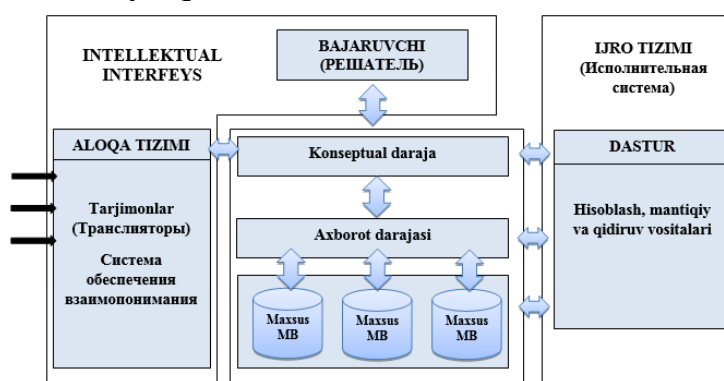 INTELLEKTUAL
INTERFEYS
BAJARUVCHI
(РЕШАТЕЛЬ)
IJRO TIZIMI
(Исполнительная
система)
ALOQA TIZIMI
Tarjimonlar
(Транслияторы)
Система
обеспечения
взаимопонимания
Konseptual daraja
Axborot darajasi
Maxsus
MB
Maxsus
MB
Maxsus
MB
DASTUR
Hisoblash, mantiqiy
va qidiruv vositalari